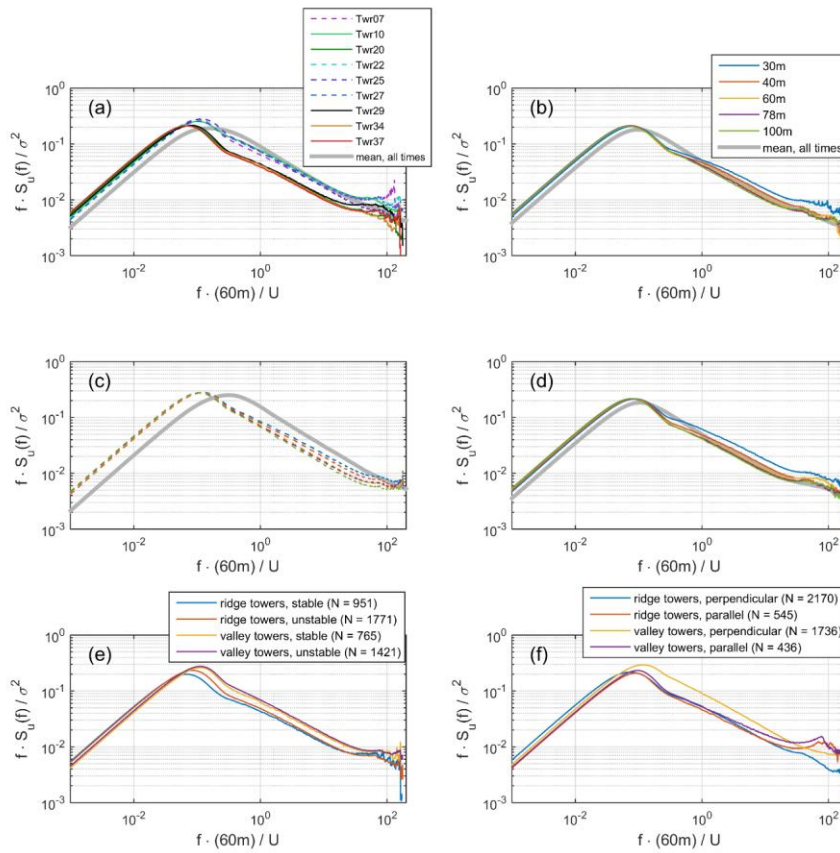 Twr07
Twr10
Twr20
Twr22
Twr25
Twr27
Twr29
Twr34
Twr37
mean, all times
(a)
10^0
10^-1
10^-2
10^-3
f · S_u(f) / σ^2
10^-2
10^0
10^2
f · (60m) / U
30m
40m
60m
78m
100m
mean, all times
(b)
10^0
10^-1
10^-2
10^-3
f · S_u(f) / σ^2
10^-2
10^0
10^2
f · (60m) / U
(c)
10^0
10^-1
10^-2
10^-3
f · S_u(f) / σ^2
10^-2
10^0
10^2
f · (60m) / U
(d)
10^0
10^-1
10^-2
10^-3
f · S_u(f) / σ^2
10^-2
10^0
10^2
f · (60m) / U
ridge towers, stable (N = 951)
ridge towers, unstable (N = 1771)
valley towers, stable (N = 765)
valley towers, unstable (N = 1421)
(e)
10^0
10^-1
10^-2
10^-3
f · S_u(f) / σ^2
10^-2
10^0
10^2
f · (60m) / U
ridge towers, perpendicular (N = 2170)
ridge towers, parallel (N = 545)
valley towers, perpendicular (N = 1736)
valley towers, parallel (N = 436)
(f)
10^0
10^-1
10^-2
10^-3
f · S_u(f) / σ^2
10^-2
10^0
10^2
f · (60m) / U